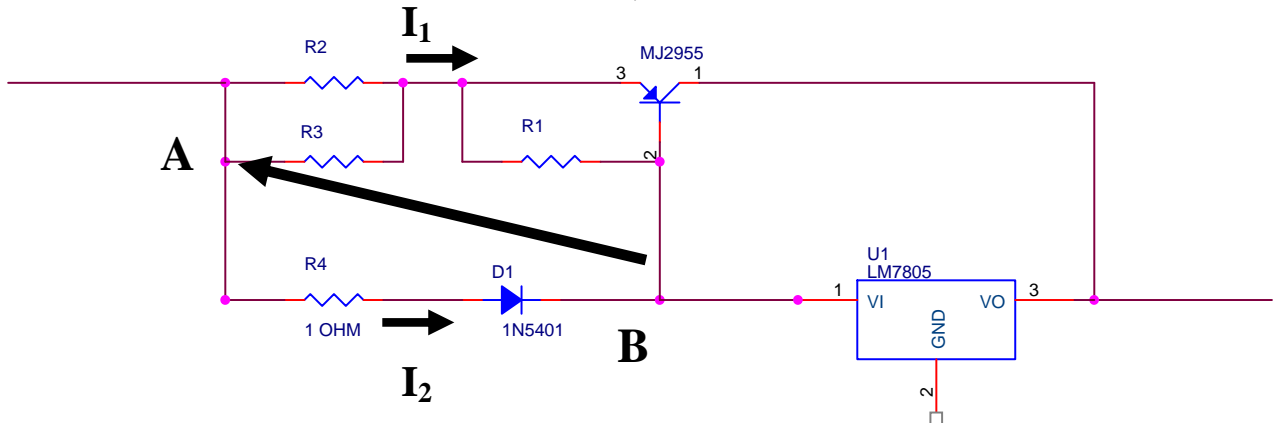 I1
R2
MJ2955
3
1
R3
R1
2
A
R4
D1
U1
LM7805
1
VI
VO
3
1 OHM
1N5401
GND
B
I2
2